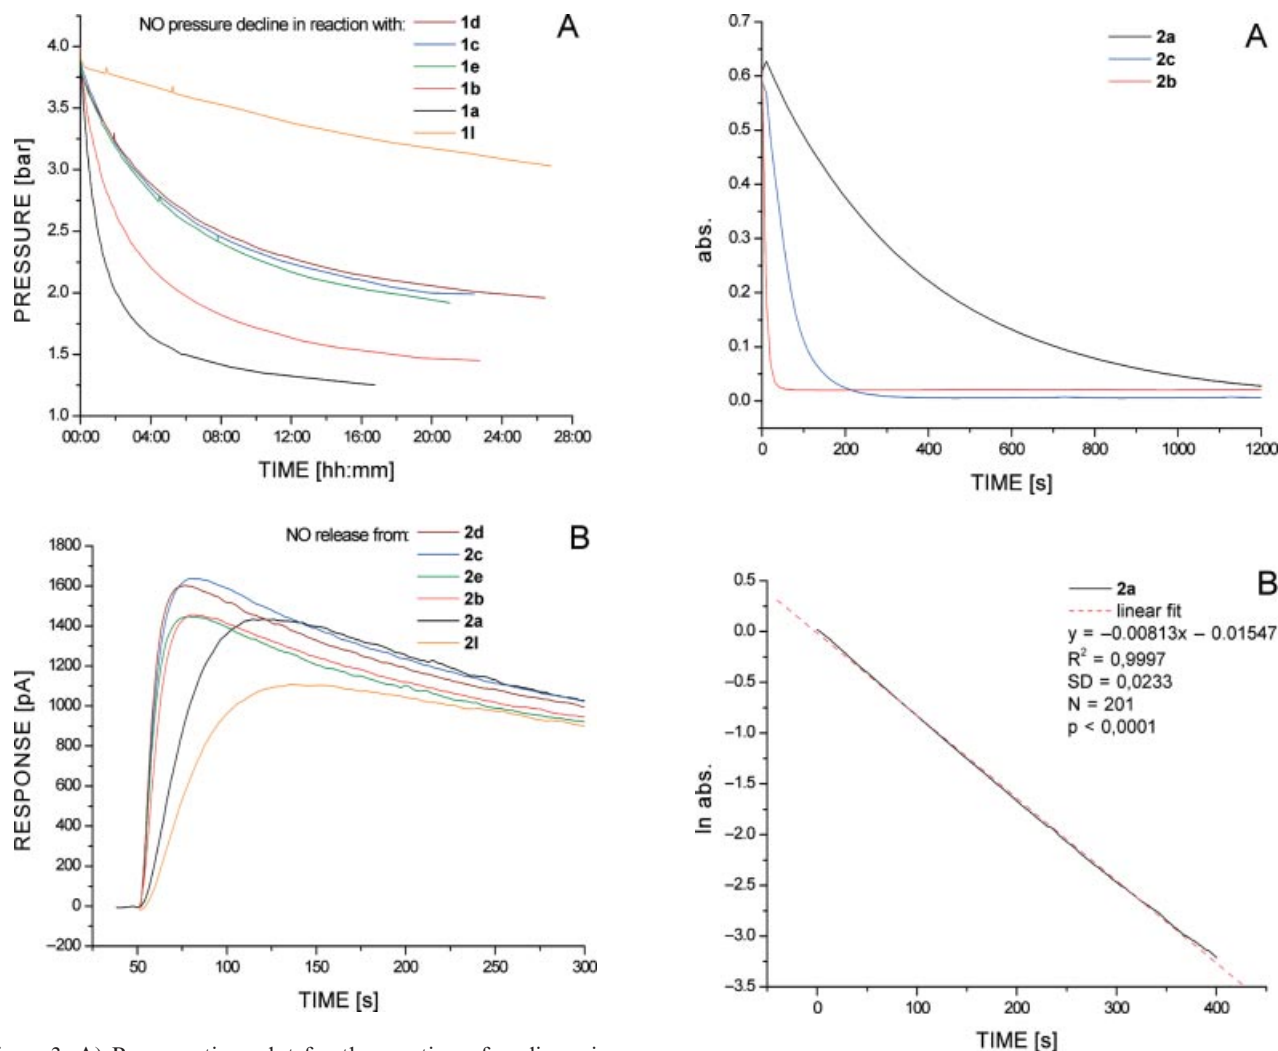 NO pressure decline in reaction with:
1d
1c
1e
1b
1a
1l
A
4.0
3.5
3.0
2.5
2.0
1.5
1.0
PRESSURE [bar]
00:00 04:00 08:00 12:00 16:00 20:00 24:00 28:00
TIME [hh:mm]
2a
2c
2b
A
0.7
0.6
0.5
0.4
0.3
0.2
0.1
0.0
abs.
0 200 400 600 800 1000 1200
TIME [s]
NO release from:
2d
2c
2e
2b
2a
2l
B
1800
1600
1400
1200
1000
800
600
400
200
0
–200
RESPONSE [pA]
50 100 150 200 250 300
TIME [s]
2a
linear fit
y = –0.00813x – 0.01547
R² = 0,9997
SD = 0,0233
N = 201
p < 0,0001
B
0.5
0.0
–0.5
–1.0
–1.5
–2.0
–2.5
–3.0
–3.5
ln abs.
0 100 200 300 400
TIME [s]